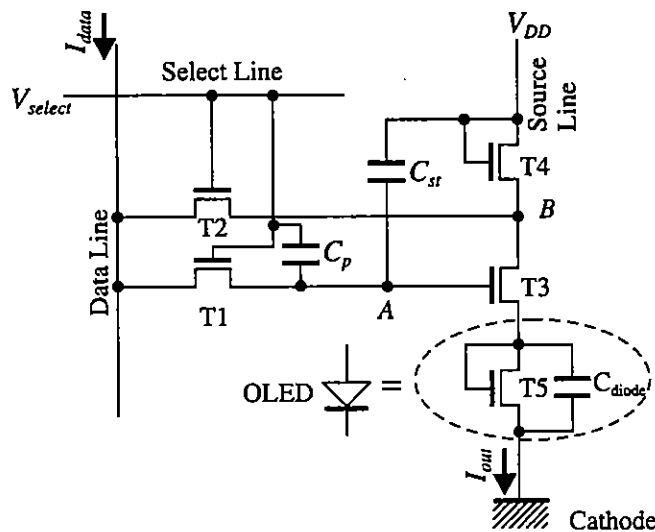 I_data
V_DD
Select Line
V_select
Source Line
C_st
T4
T2
B
Data Line
C_p
T3
T1
A
OLED
=
T5
C_diode
I_out
Cathode